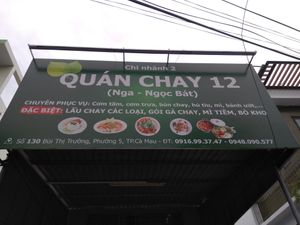 Chi nhánh 2
QUÁN CHAY 12
(Nga - Ngọc Bát)
CHUYÊN PHỤC VỤ: Cơm tấm, cơm trưa, bún chay, hủ tiu, mì, bánh ướt,...
ĐẶC BIỆT: LẨU CHAY CÁC LOẠI, GỎI GÀ CHAY, MÌ TIỀM, BÒ KHO
Số 130 Bùi Thị Trường, Phường 5, TP.Cà Mau - ĐT: 0916.99.37.47 - 0948.090.577